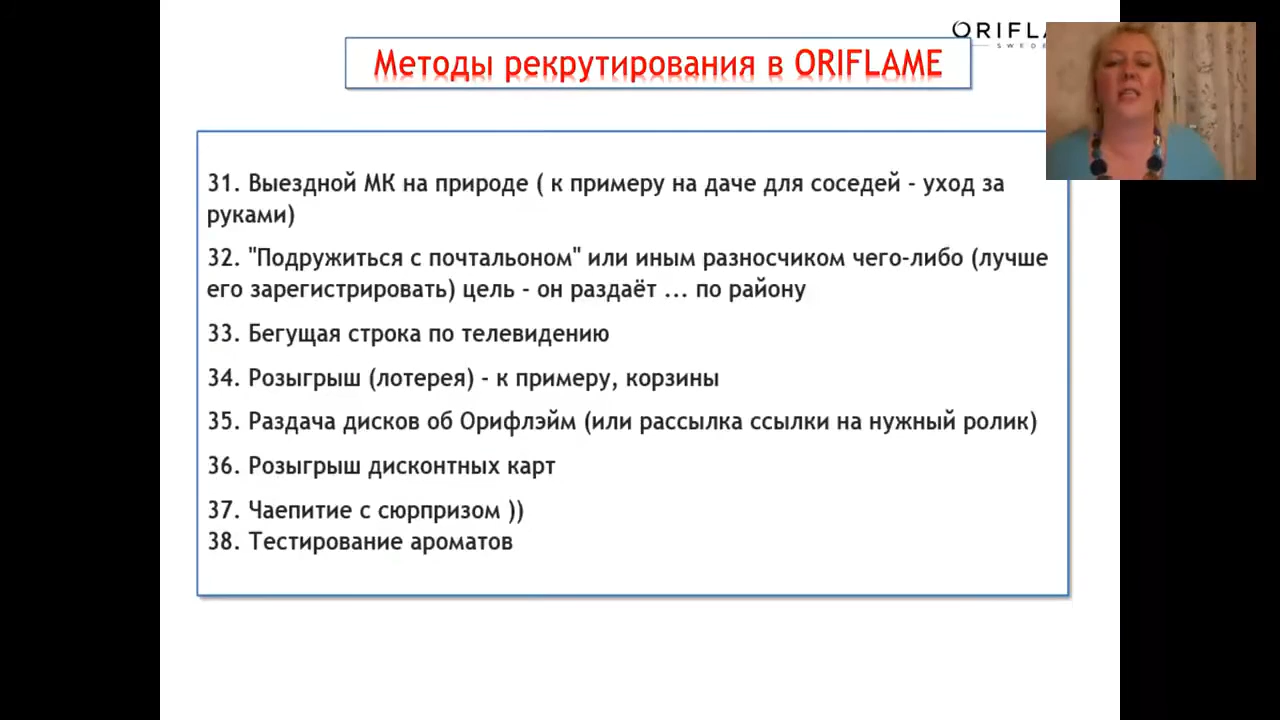 ORIFLA
SWEDE
Методы рекрутирования в ORIFLAME
31. Выездной МК на природе ( к примеру на даче для соседей - уход за
руками)
32. "Подружиться с почтальоном" или иным разносчиком чего-либо (лучше
его зарегистрировать) цель - он раздаёт ... по району
33. Бегущая строка по телевидению
34. Розыгрыш (лотерея) - к примеру, корзины
35. Раздача дисков об Орифлэйм (или рассылка ссылки на нужный ролик)
36. Розыгрыш дисконтных карт
37. Чаепитие с сюрпризом ))
38. Тестирование ароматов